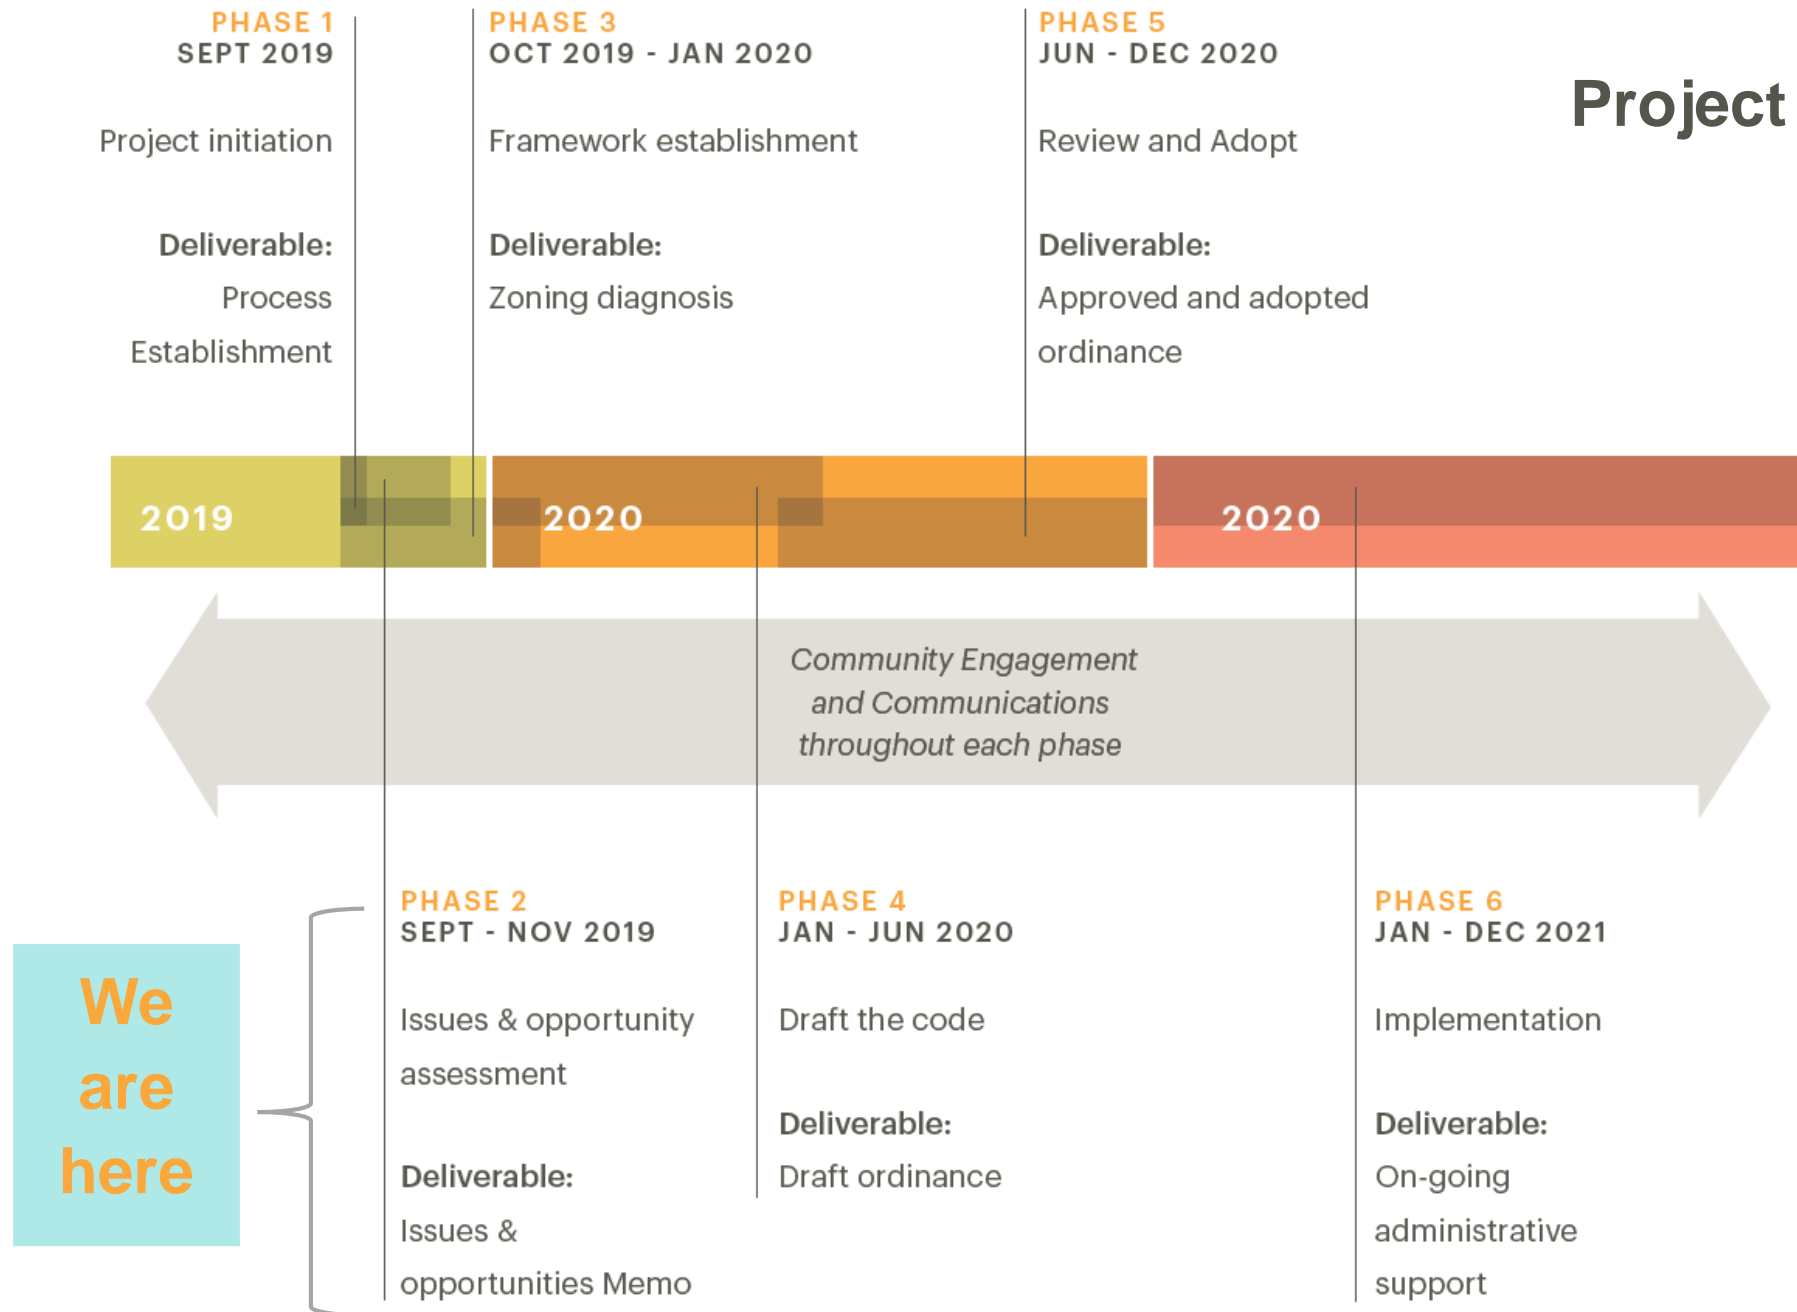 PHASE 1
SEPT 2019
Project initiation
Deliverable:
Process
Establishment
PHASE 3
OCT 2019 - JAN 2020
Framework establishment
Deliverable:
Zoning diagnosis
PHASE 5
JUN - DEC 2020
Review and Adopt
Deliverable:
Approved and adopted
ordinance
Project
2019
2020
2020
Community Engagement
and Communications
throughout each phase
We
are
here
PHASE 2
SEPT - NOV 2019
Issues & opportunity
assessment
Deliverable:
Issues &
opportunities Memo
PHASE 4
JAN - JUN 2020
Draft the code
Deliverable:
Draft ordinance
PHASE 6
JAN - DEC 2021
Implementation
Deliverable:
On-going
administrative
support